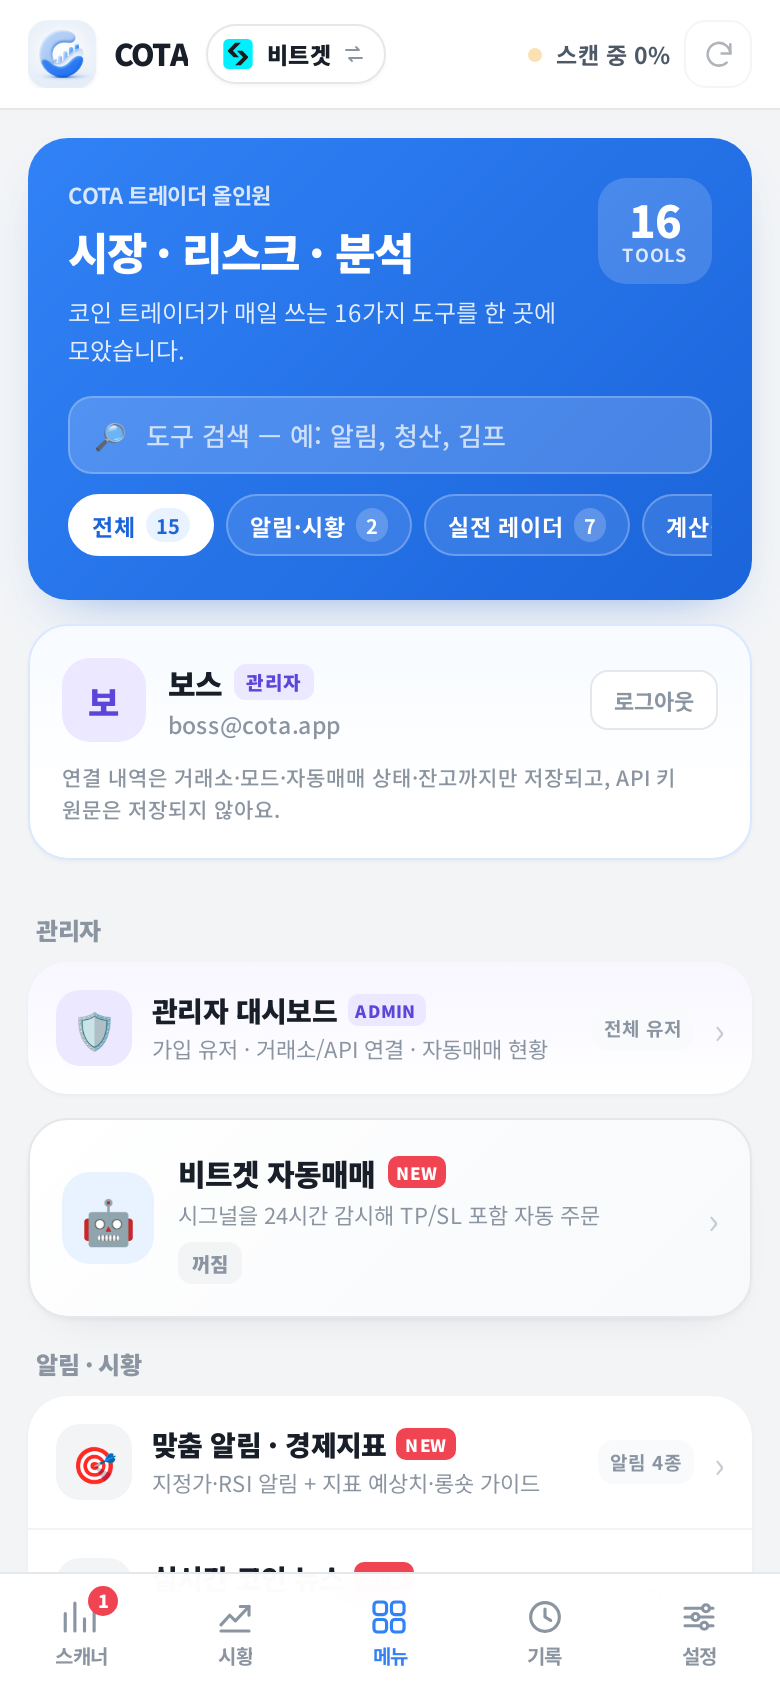 COTA
비트겟
스캔 중 0%
COTA 트레이더 올인원
시장 · 리스크 · 분석
16
TOOLS
코인 트레이더가 매일 쓰는 16가지 도구를 한 곳에
모았습니다.
도구 검색 — 예: 알림, 청산, 김프
전체 15
알림·시황 2
실전 레이더 7
계산
보
보스 관리자
boss@cota.app
로그아웃
연결 내역은 거래소·모드·자동매매 상태·잔고까지만 저장되고, API 키
원문은 저장되지 않아요.
관리자
관리자 대시보드 ADMIN
가입 유저 · 거래소/API 연결 · 자동매매 현황
전체 유저
비트겟 자동매매 NEW
시그널을 24시간 감시해 TP/SL 포함 자동 주문
꺼짐
알림 · 시황
맞춤 알림 · 경제지표 NEW
지정가·RSI 알림 + 지표 예상치·롱숏 가이드
알림 4종
실시간 코인 뉴스
1
스캐너
시황
메뉴
기록
설정